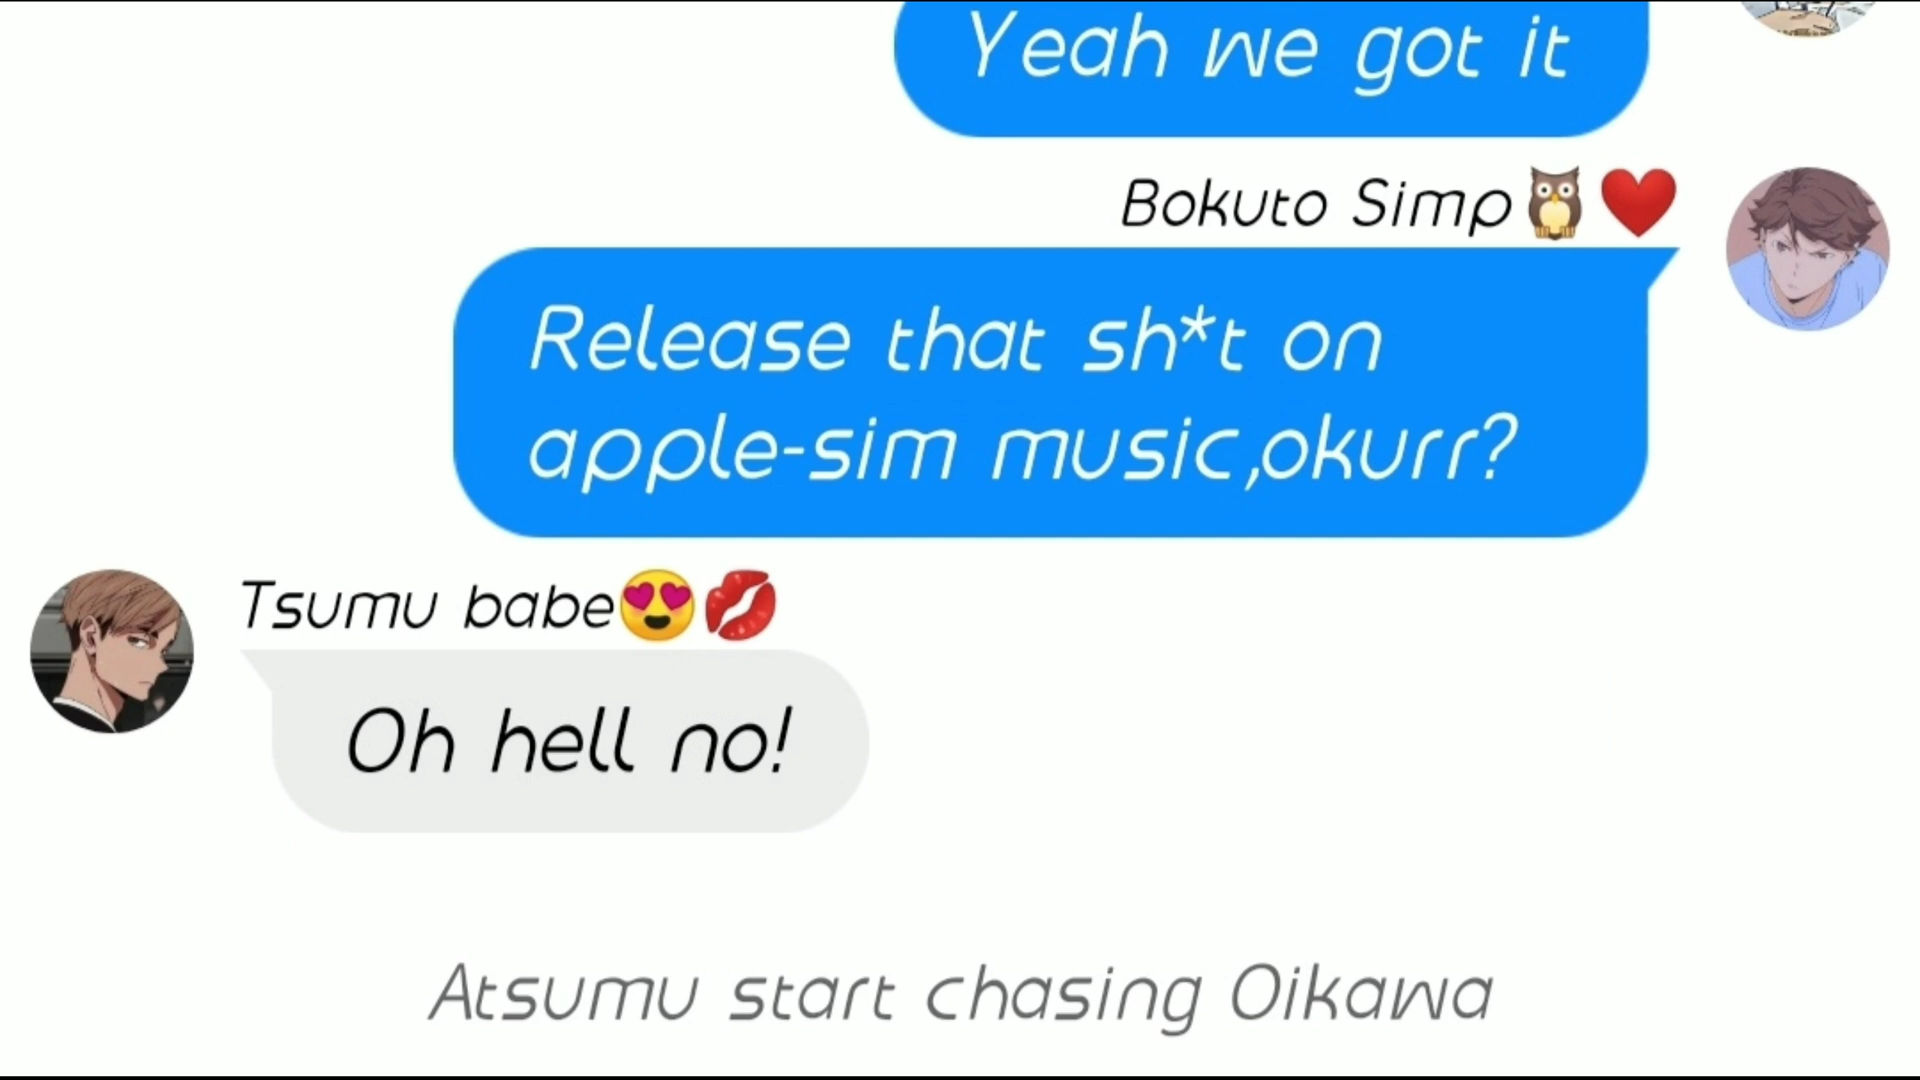 Yeah we got it
Bokuto Simp🦉❤️
Release that sh*t on
apple-sim music,okurr?
Tsumu babe😍💋
Oh hell no!
Atsumu start chasing Oikawa